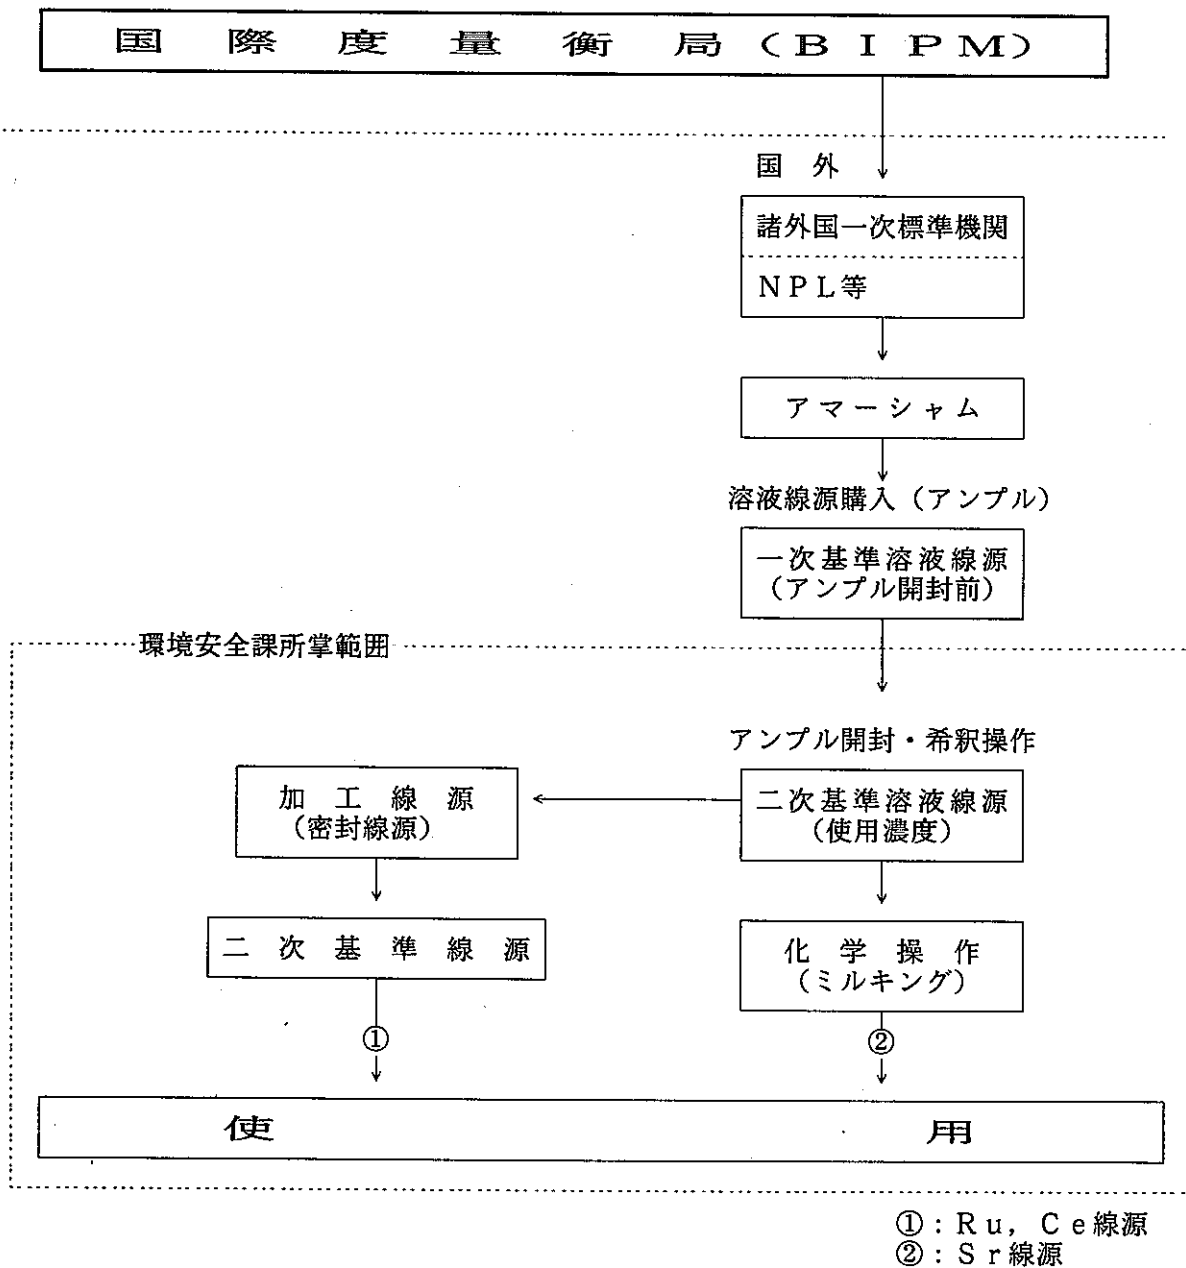 国際度量衡局(BIPM)
国外
諸外国一次標準機関
NPL等
アマーシャム
溶液線源購入(アンプル)
一次基準溶液線源
(アンプル開封前)
環境安全課所掌範囲
アンプル開封・希釈操作
加工線源
(密封線源)
二次基準溶液線源
(使用濃度)
二次基準線源
化学操作
(ミルキング)
①
②
使用
①:Ru, Ce線源
②:Sr線源